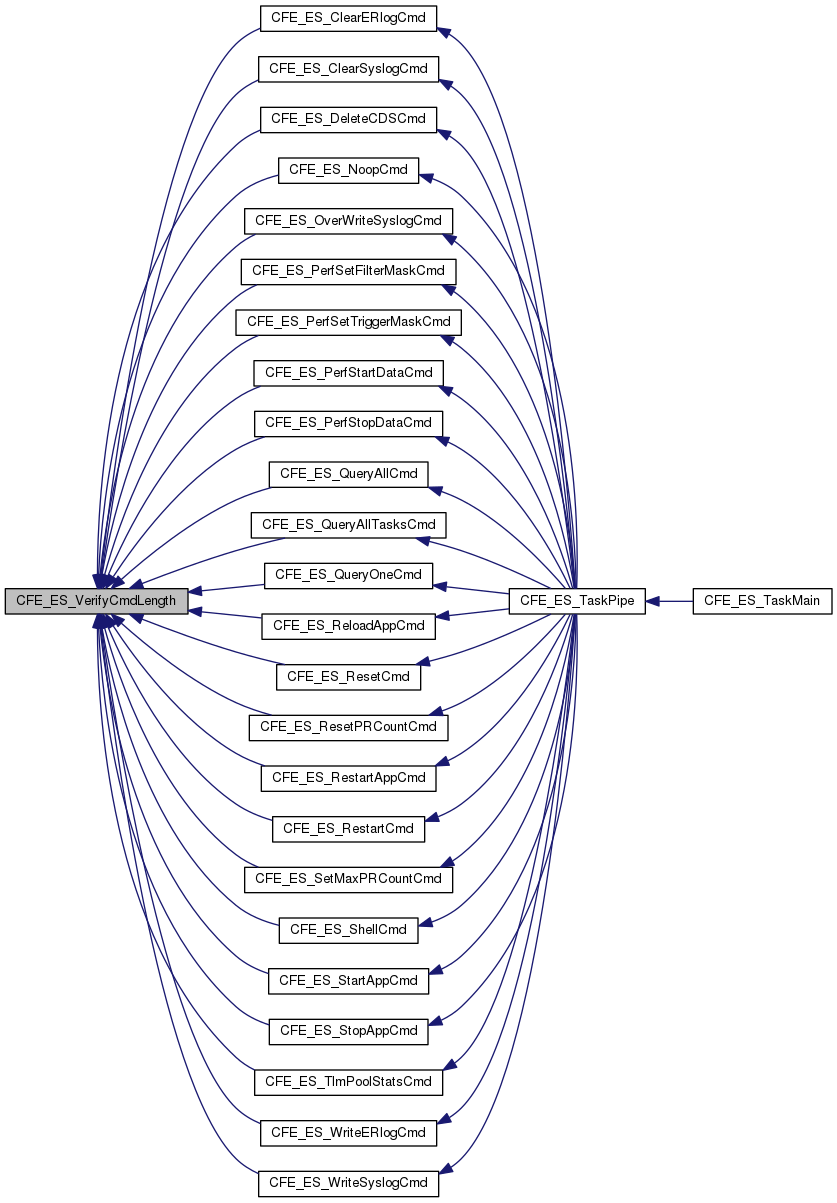 CFE_ES_ClearERlogCmd
CFE_ES_ClearSyslogCmd
CFE_ES_DeleteCDSCmd
CFE_ES_NoopCmd
CFE_ES_OverWriteSyslogCmd
CFE_ES_PerfSetFilterMaskCmd
CFE_ES_PerfSetTriggerMaskCmd
CFE_ES_PerfStartDataCmd
CFE_ES_PerfStopDataCmd
CFE_ES_QueryAllCmd
CFE_ES_QueryAllTasksCmd
CFE_ES_QueryOneCmd
CFE_ES_VerifyCmdLength
CFE_ES_TaskPipe
CFE_ES_TaskMain
CFE_ES_ReloadAppCmd
CFE_ES_ResetCmd
CFE_ES_ResetPRCountCmd
CFE_ES_RestartAppCmd
CFE_ES_RestartCmd
CFE_ES_SetMaxPRCountCmd
CFE_ES_ShellCmd
CFE_ES_StartAppCmd
CFE_ES_StopAppCmd
CFE_ES_TlmPoolStatsCmd
CFE_ES_WriteERlogCmd
CFE_ES_WriteSyslogCmd